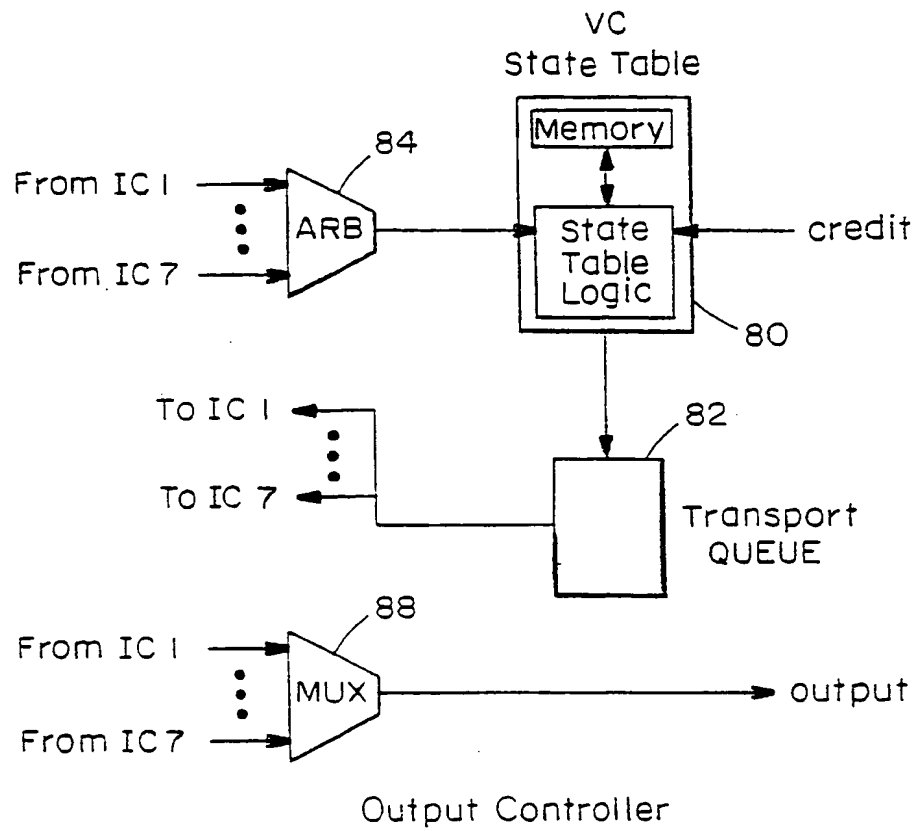 VC
State Table
Memory
84
From IC 1
ARB
State
Table
Logic
credit
From IC 7
80
To IC 1
82
To IC 7
Transport
QUEUE
88
From IC 1
MUX
output
From IC 7
Output Controller